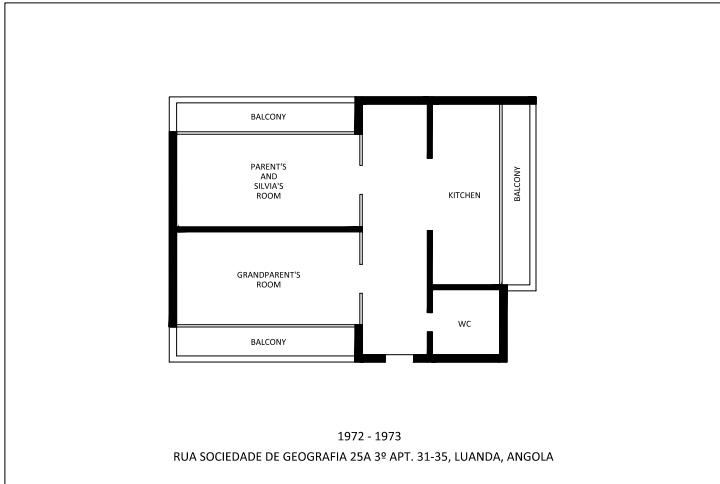 BALCONY
PARENT'S
AND
SILVIA'S
ROOM
KITCHEN
BALCONY
GRANDPARENT'S
ROOM
WC
BALCONY
1972 - 1973
RUA SOCIEDADE DE GEOGRAFIA 25A 3º APT. 31-35, LUANDA, ANGOLA